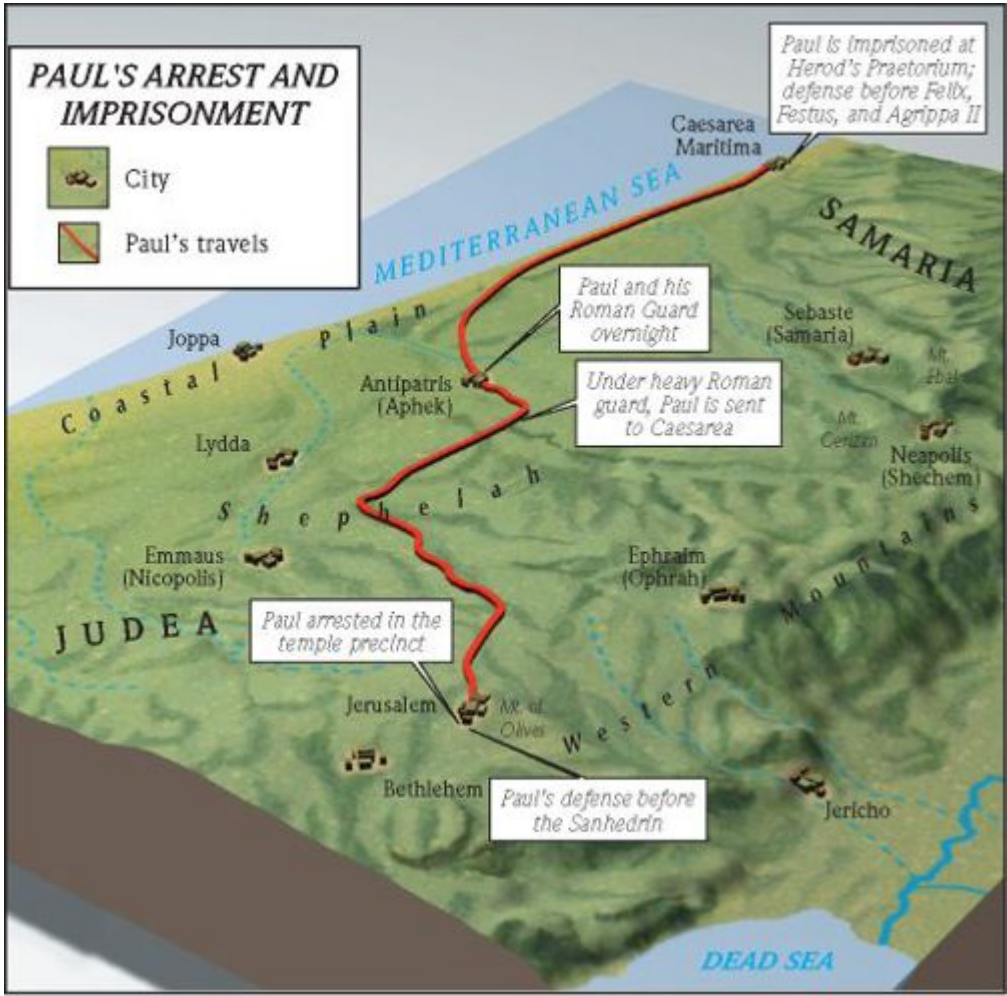 PAUL'S ARREST AND
IMPRISONMENT
City
Paul's travels
Paul is imprisoned at
Herod's Praetorium;
defense before Felix,
Festus, and Agrippa II
Caesarea
Maritima
MEDITERRANEAN SEA
SAMARIA
Paul and his
Roman Guard
overnight
Sebaste
(Samaria)
Mt.
Ebal
Joppa
Coastal Plain
Antipatris
(Aphek)
Under heavy Roman
guard, Paul is sent
to Caesarea
Mt.
Gerizim
Neapolis
(Shechem)
Lydda
Shephelah
Emmaus
(Nicopolis)
Ephraim
(Ophrah)
Western Mountains
JUDEA
Paul arrested in the
temple precinct
Jerusalem
Mt. of
Olives
Bethlehem
Paul's defense before
the Sanhedrin
Jericho
DEAD SEA